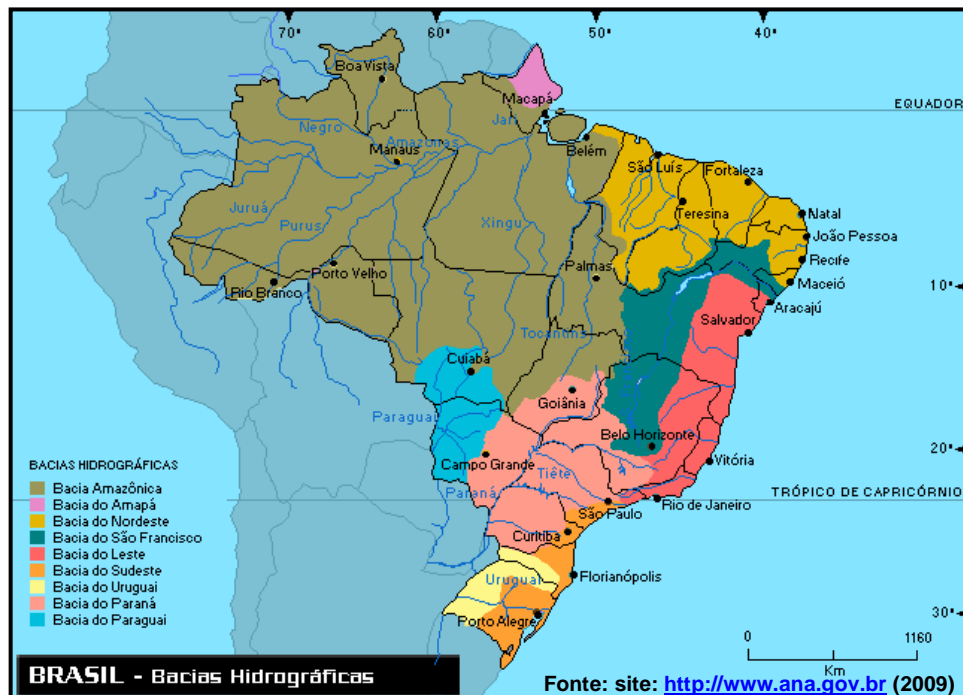 70° 60° 50° 40°
Boa Vista
Macapá
EQUADOR
Negro
Jari
Amazonas
Manaus
Belém
São Luís
Fortaleza
Juruá
Purus
Xingu
Teresina
Natal
João Pessoa
Porto Velho
Palmas
Recife
Rio Branco
Maceió
10°
Aracajú
Tocantins
Salvador
Cuiabá
Goiânia
Paraguai
Belo Horizonte
20°
BACIAS HIDROGRÁFICAS
Campo Grande
Tiête
Vitória
Bacia Amazônica
Paraná
TRÓPICO DE CAPRICÓRNIO
Bacia do Amapá
São Paulo
Rio de Janeiro
Bacia do Nordeste
Bacia do São Francisco
Curitiba
Bacia do Leste
Bacia do Sudeste
Uruguai
Florianópolis
Bacia do Uruguai
Bacia do Paraná
Porto Alegre
30°
Bacia do Paraguai
0 1160
Km
BRASIL - Bacias Hidrográficas
Fonte: site: http://www.ana.gov.br (2009)